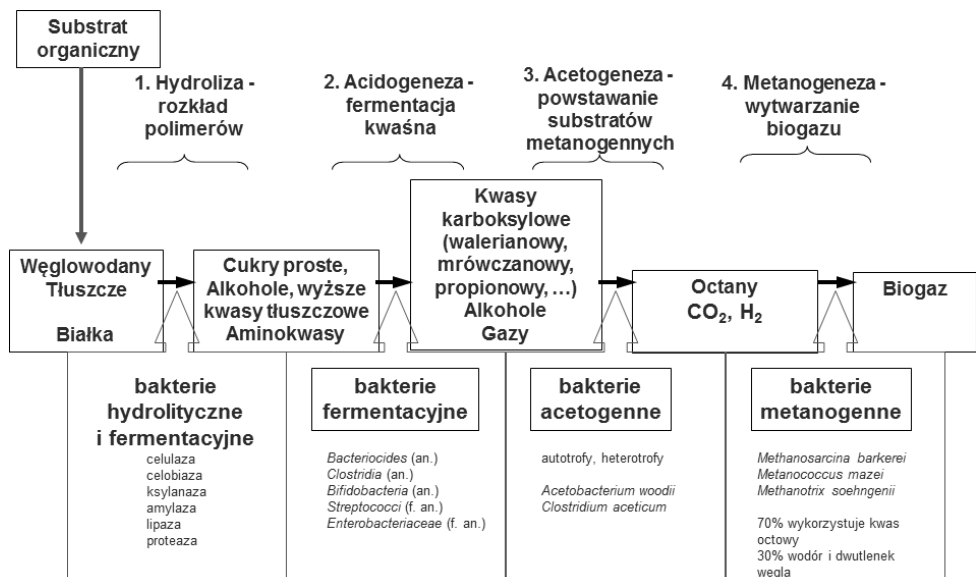 Substrat
organiczny
1. Hydroliza -
rozkład
polimerów
2. Acidogeneza -
fermentacja
kwaśna
3. Acetogeneza -
powstawanie
substratów
metanogennych
4. Metanogeneza-
wytwarzanie
biogazu
Węglowodany
Tłuszcze
Białka
Cukry proste,
Alkohole, wyższe
kwasy tłuszczowe
Aminokwasy
Kwasy
karboksylowe
(walerianowy,
mrówczanowy,
propionowy, ...)
Alkohole
Gazy
Octany
CO₂, H₂
Biogaz
bakterie
hydrolityczne
i fermentacyjne
celulaza
celobiaza
ksylanaza
amylaza
lipaza
proteaza
bakterie
fermentacyjne
Bacteriocides (an.)
Clostridia (an.)
Bifidobacteria (an.)
Streptococci (f. an.)
Enterobacteriaceae (f. an.)
bakterie
acetogenne
autotrofy, heterotrofy
Acetobacterium woodii
Clostridium aceticum
bakterie
metanogenne
Methanosarcina barkerei
Metanococcus mazei
Methanotrix soehngenii
70% wykorzystuje kwas
octowy
30% wodór i dwutlenek
węgla